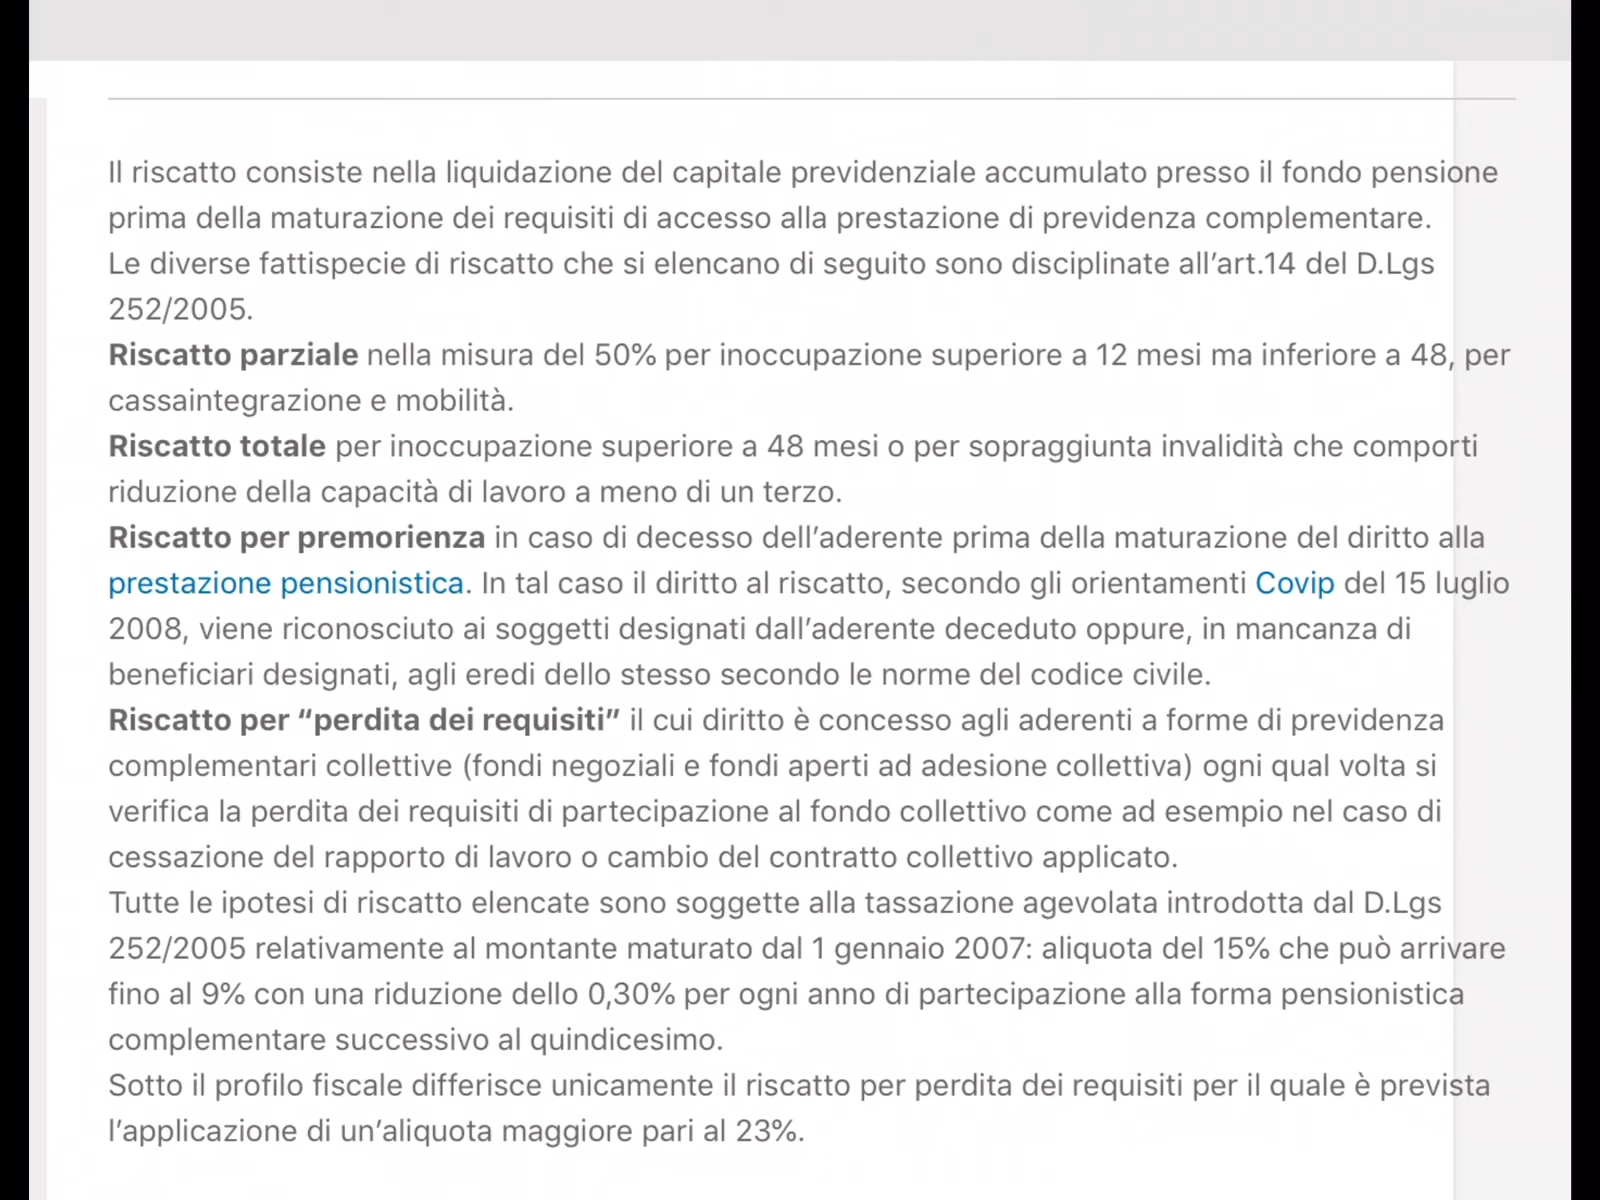 Il riscatto consiste nella liquidazione del capitale previdenziale accumulato presso il fondo pensione
prima della maturazione dei requisiti di accesso alla prestazione di previdenza complementare.
Le diverse fattispecie di riscatto che si elencano di seguito sono disciplinate all’art.14 del D.Lgs
252/2005.
Riscatto parziale nella misura del 50% per inoccupazione superiore a 12 mesi ma inferiore a 48, per
cassaintegrazione e mobilità.
Riscatto totale per inoccupazione superiore a 48 mesi o per sopraggiunta invalidità che comporti
riduzione della capacità di lavoro a meno di un terzo.
Riscatto per premorienza in caso di decesso dell’aderente prima della maturazione del diritto alla
prestazione pensionistica. In tal caso il diritto al riscatto, secondo gli orientamenti Covip del 15 luglio
2008, viene riconosciuto ai soggetti designati dall’aderente deceduto oppure, in mancanza di
beneficiari designati, agli eredi dello stesso secondo le norme del codice civile.
Riscatto per “perdita dei requisiti” il cui diritto è concesso agli aderenti a forme di previdenza
complementari collettive (fondi negoziali e fondi aperti ad adesione collettiva) ogni qual volta si
verifica la perdita dei requisiti di partecipazione al fondo collettivo come ad esempio nel caso di
cessazione del rapporto di lavoro o cambio del contratto collettivo applicato.
Tutte le ipotesi di riscatto elencate sono soggette alla tassazione agevolata introdotta dal D.Lgs
252/2005 relativamente al montante maturato dal 1 gennaio 2007: aliquota del 15% che può arrivare
fino al 9% con una riduzione dello 0,30% per ogni anno di partecipazione alla forma pensionistica
complementare successivo al quindicesimo.
Sotto il profilo fiscale differisce unicamente il riscatto per perdita dei requisiti per il quale è prevista
l’applicazione di un’aliquota maggiore pari al 23%.